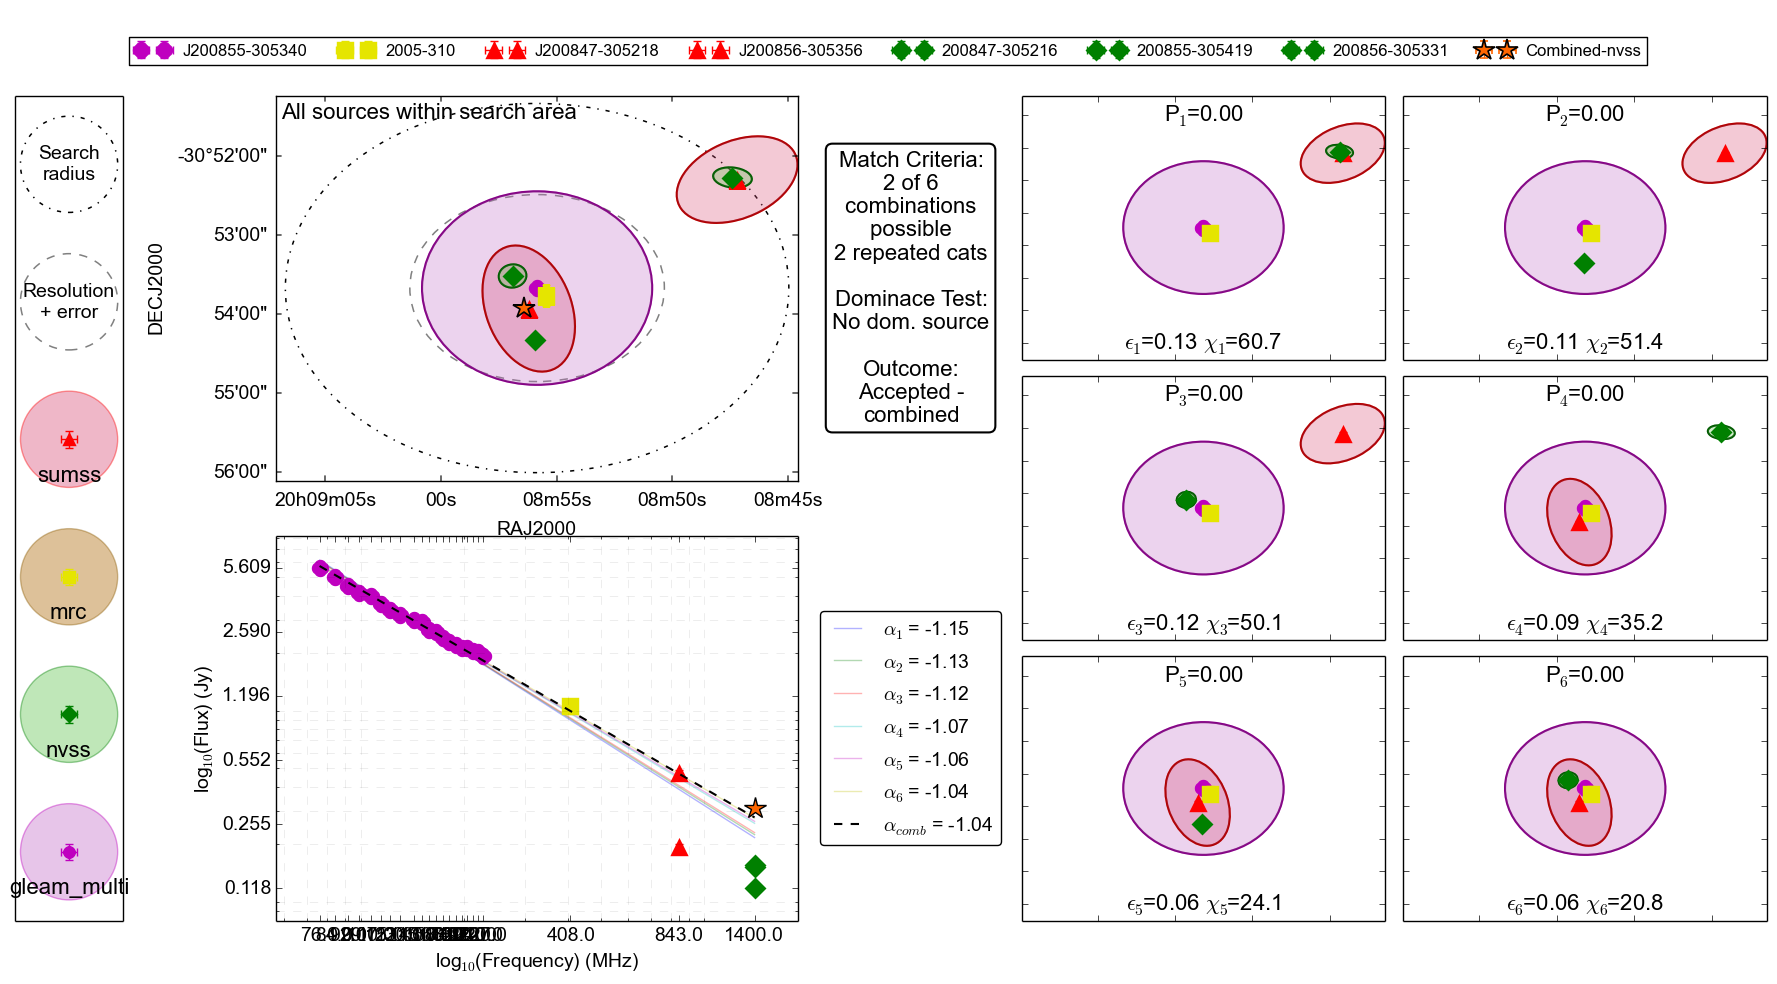 J200855-305340 2005-310 J200847-305218 J200856-305356 200847-305216 200855-305419 200856-305331 Combined-nvss
Search
radius
Resolution
+ error
sumss
mrc
nvss
gleam_multi
All sources within search area
DECJ2000
-30°52'00"
53'00"
54'00"
55'00"
56'00"
20h09m05s 00s 08m55s 08m50s 08m45s
RAJ2000
Match Criteria:
2 of 6
combinations
possible
2 repeated cats
Dominace Test:
No dom. source
Outcome:
Accepted -
combined
log10(Flux) (Jy)
5.609
2.590
1.196
0.552
0.255
0.118
408.0 843.0 1400.0
log10(Frequency) (MHz)
α1 = -1.15
α2 = -1.13
α3 = -1.12
α4 = -1.07
α5 = -1.06
α6 = -1.04
αcomb = -1.04
P1=0.00
ϵ1=0.13 χ1=60.7
P2=0.00
ϵ2=0.11 χ2=51.4
P3=0.00
ϵ3=0.12 χ3=50.1
P4=0.00
ϵ4=0.09 χ4=35.2
P5=0.00
ϵ5=0.06 χ5=24.1
P6=0.00
ϵ6=0.06 χ6=20.8